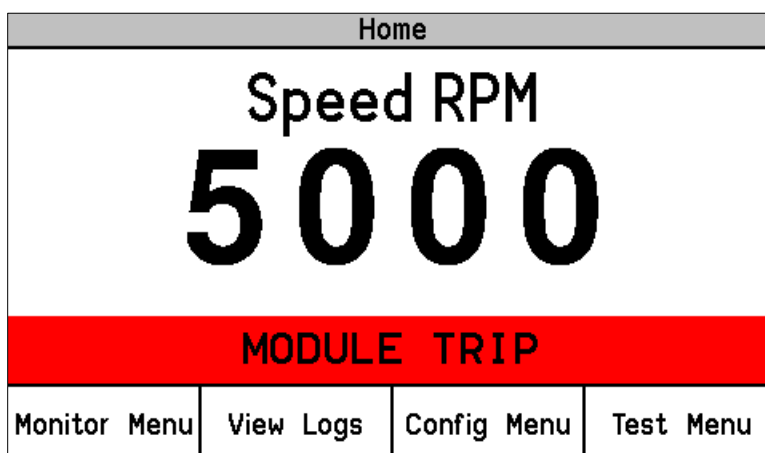 Home
Speed RPM
5000
MODULE TRIP
Monitor Menu View Logs Config Menu Test Menu